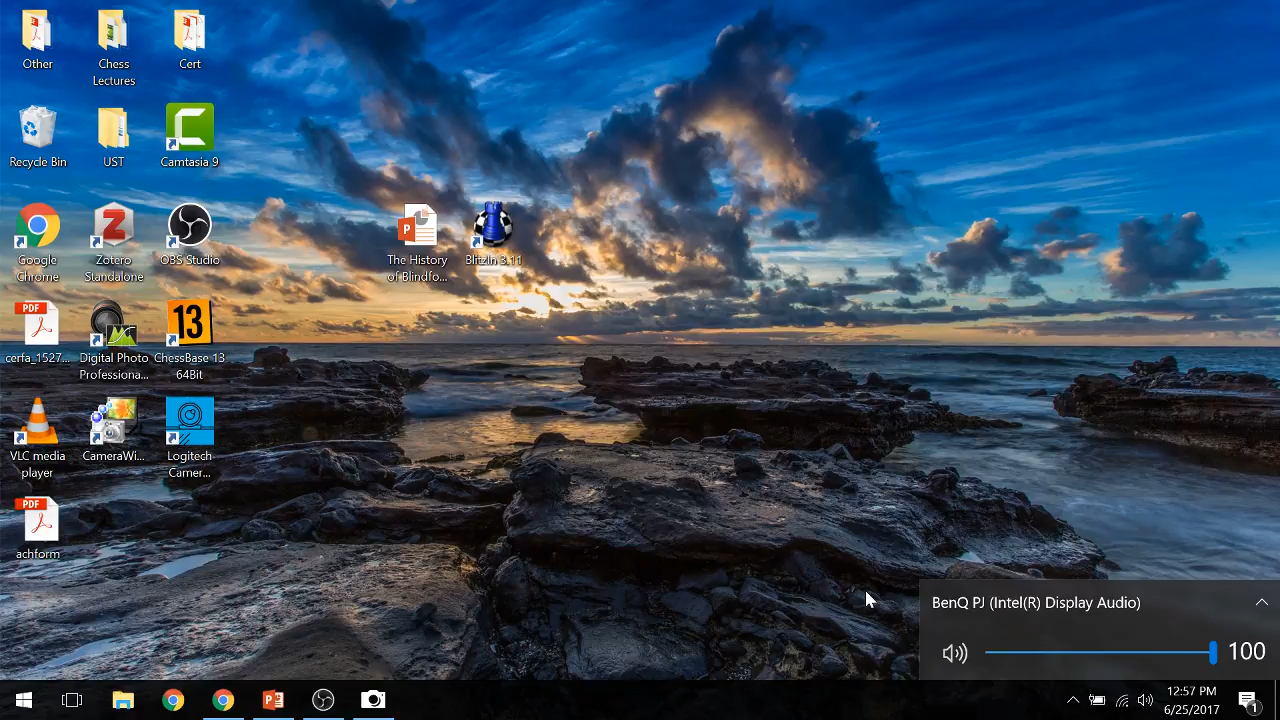 Other
Chess
Lectures
Cert
Recycle Bin
UST
Camtasia 9
Google
Chrome
Zotero
Standalone
OBS Studio
The History
of Blindfo...
BlitzIn 3.11
PDF
cerfa_1527...
Digital Photo
Professiona...
13
ChessBase 13
64Bit
VLC media
player
CameraWi...
Logitech
Camer...
PDF
achform
BenQ PJ (Intel(R) Display Audio)
100
12:57 PM
6/25/2017
1